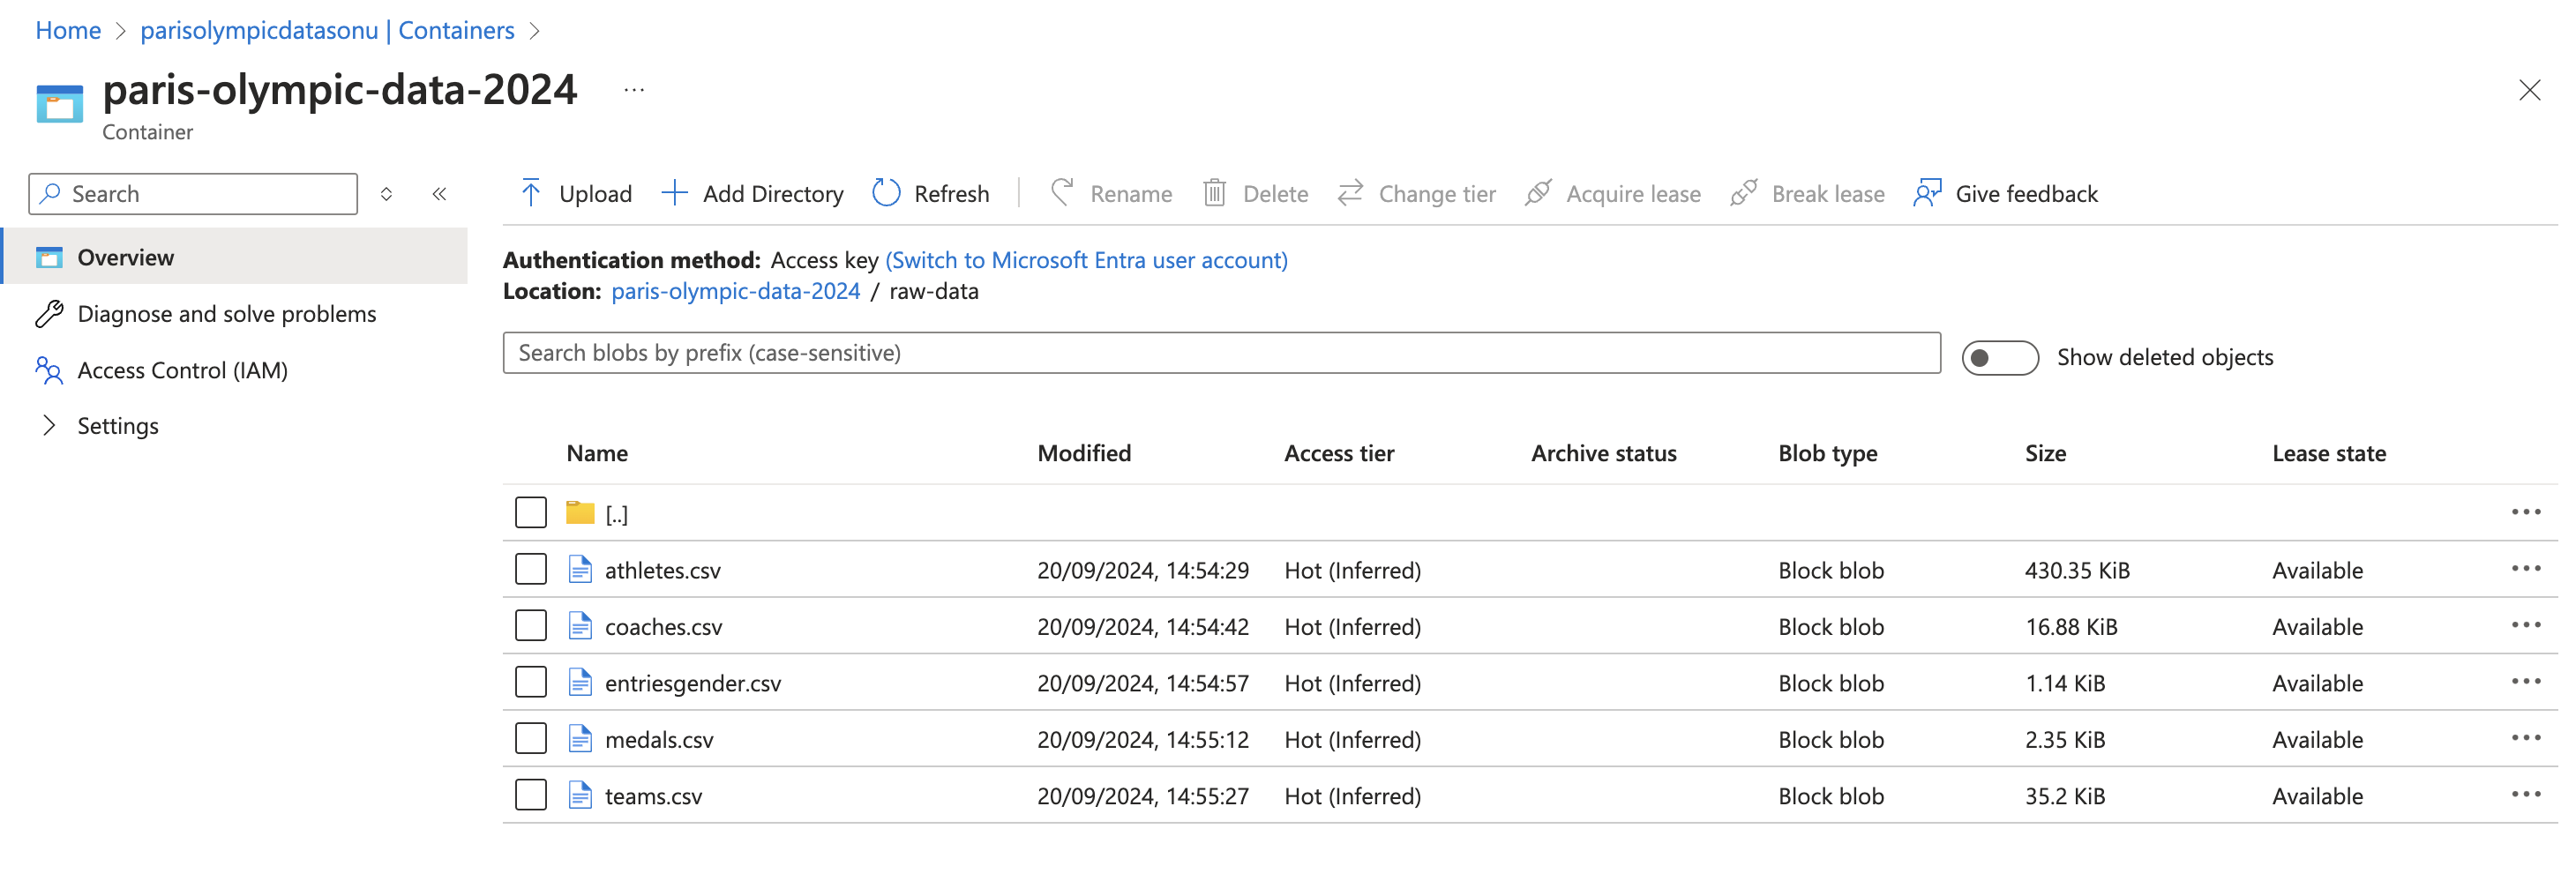 Home > parisolympicdatasonu | Containers >
paris-olympic-data-2024 ...
Container
Search
Overview
Diagnose and solve problems
Access Control (IAM)
Settings
Upload Add Directory Refresh Rename Delete Change tier Acquire lease Break lease Give feedback
Authentication method: Access key (Switch to Microsoft Entra user account)
Location: paris-olympic-data-2024 / raw-data
Search blobs by prefix (case-sensitive)
Show deleted objects
Name Modified Access tier Archive status Blob type Size Lease state
[..]
athletes.csv 20/09/2024, 14:54:29 Hot (Inferred) Block blob 430.35 KiB Available
coaches.csv 20/09/2024, 14:54:42 Hot (Inferred) Block blob 16.88 KiB Available
entriesgender.csv 20/09/2024, 14:54:57 Hot (Inferred) Block blob 1.14 KiB Available
medals.csv 20/09/2024, 14:55:12 Hot (Inferred) Block blob 2.35 KiB Available
teams.csv 20/09/2024, 14:55:27 Hot (Inferred) Block blob 35.2 KiB Available